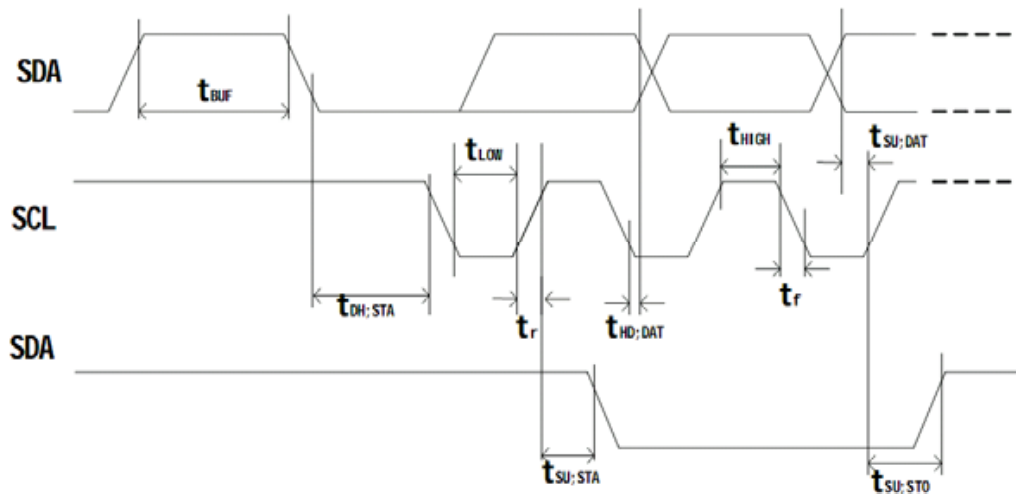 SDA
tBUF
tLOW
tHIGH
tSU;DAT
SCL
tDH;STA
tr
tHD;DAT
tf
SDA
tSU;STA
tSU;STO